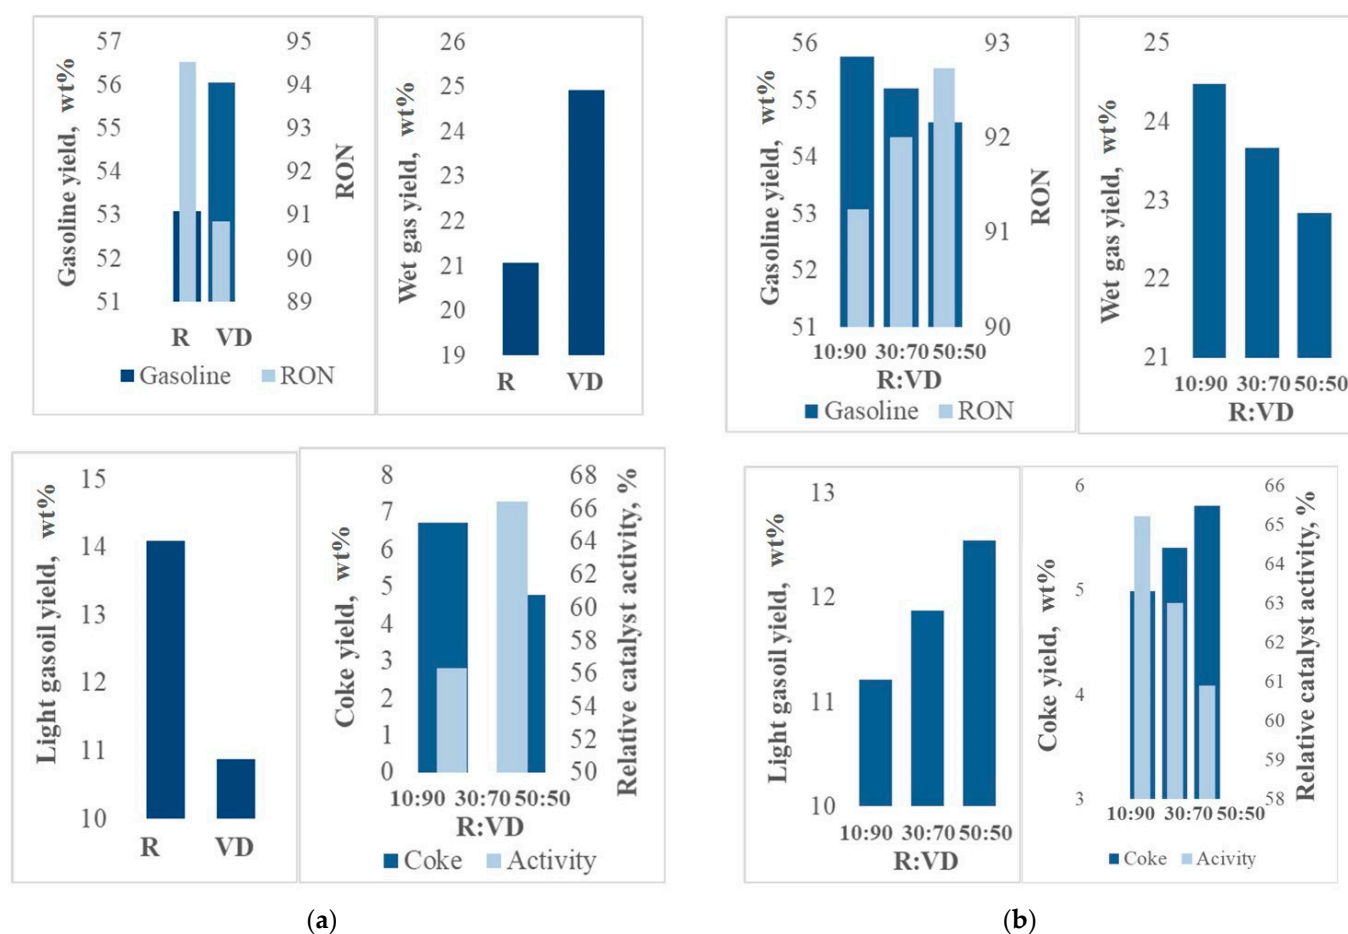 Gasoline yield, wt%
57
56
55
54
53
52
51
95
94
93
92
91
90
89
RON
R VD
Gasoline RON
Wet gas yield, wt%
26
25
24
23
22
21
20
19
R VD
Gasoline yield, wt%
56
55
54
53
52
51
93
92
91
90
RON
10:90 30:70 50:50
R:VD
Gasoline RON
Wet gas yield, wt%
25
24
23
22
21
10:90 30:70 50:50
R:VD
Light gasoil yield, wt%
15
14
13
12
11
10
R VD
Coke yield, wt%
8
7
6
5
4
3
2
1
0
68
66
64
62
60
58
56
54
52
50
Relative catalyst activity, %
10:90 30:70 50:50
R:VD
Coke Activity
Light gasoil yield, wt%
13
12
11
10
10:90 30:70 50:50
R:VD
Coke yield, wt%
6
5
4
3
66
65
64
63
62
61
60
59
58
Relative catalyst activity, %
10:90 30:70 50:50
R:VD
Coke Acivity
(a)
(b)